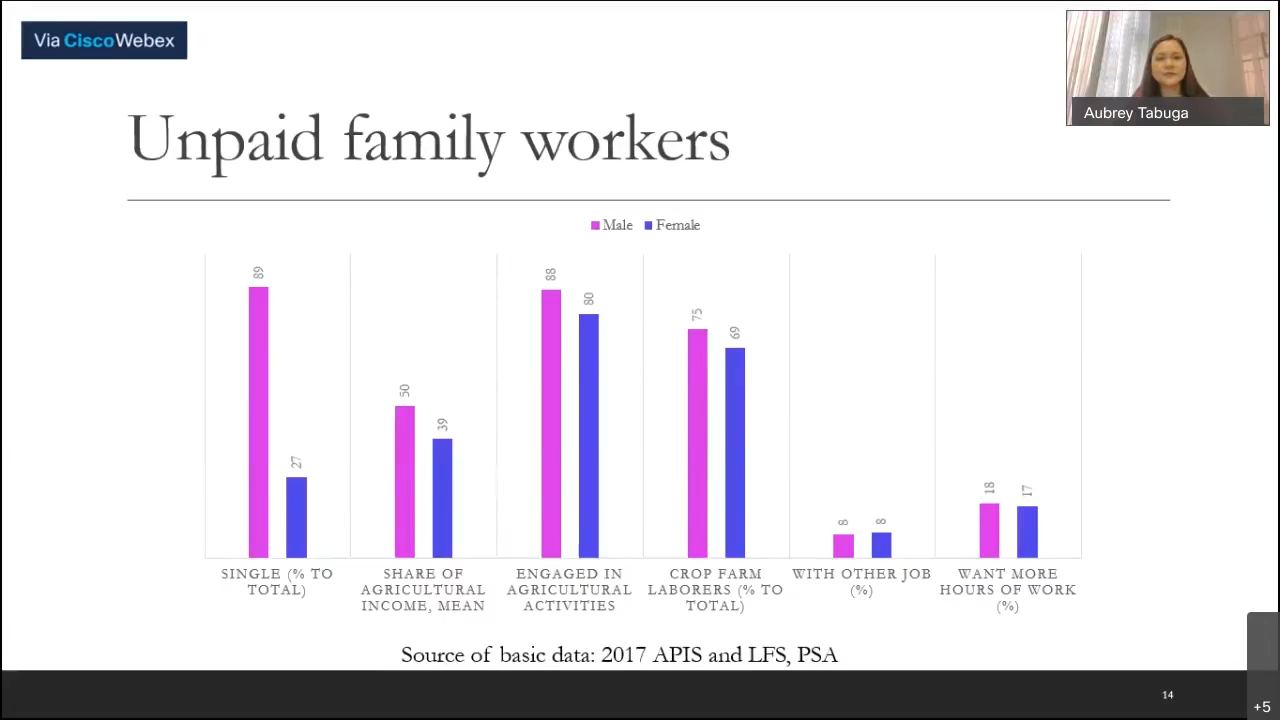 Via CiscoWebex
Aubrey Tabuga
Unpaid family workers
Male Female
89
27
50
39
88
80
75
69
8
8
18
17
SINGLE (% TO
TOTAL)
SHARE OF
AGRICULTURAL
INCOME, MEAN
ENGAGED IN
AGRICULTURAL
ACTIVITIES
CROP FARM
LABORERS (% TO
TOTAL)
WITH OTHER JOB
(%)
WANT MORE
HOURS OF WORK
(%)
Source of basic data: 2017 APIS and LFS, PSA
14
+5